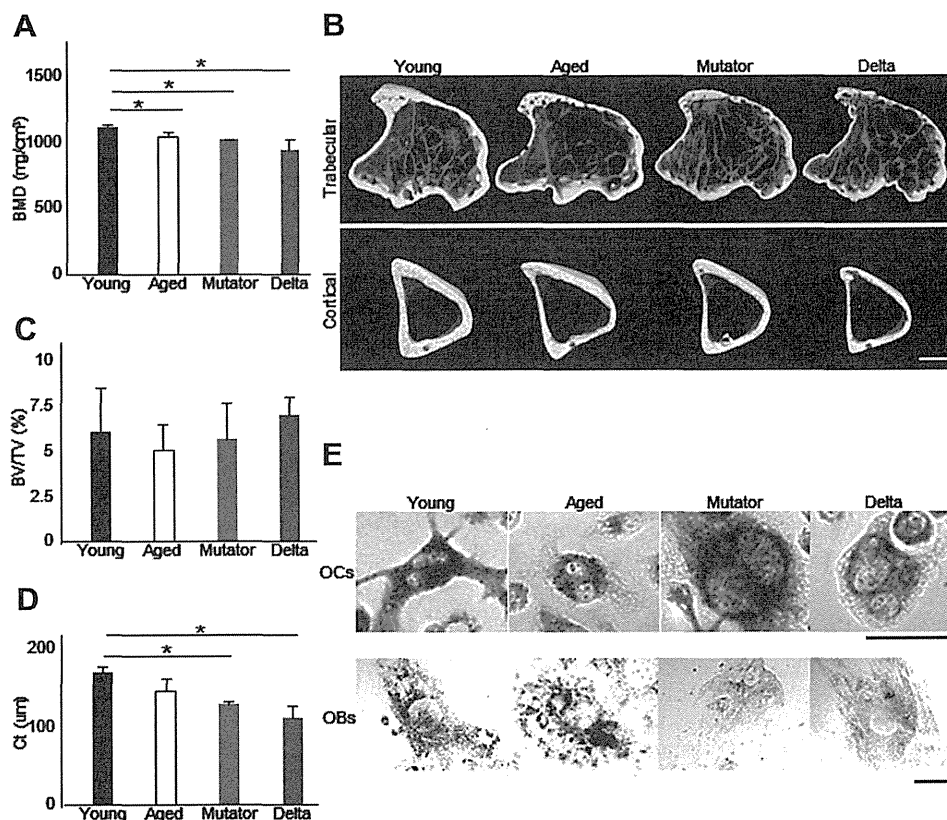 A
BMD (mg/cm³)
1500
1000
500
0
*
*
*
Young Aged Mutator Delta
B
Young Aged Mutator Delta
Trabecular
Cortical
C
BV/TV (%)
10
7.5
5
2.5
0
Young Aged Mutator Delta
D
Ct (um)
200
100
0
*
*
Young Aged Mutator Delta
E
Young Aged Mutator Delta
OCs
OBs